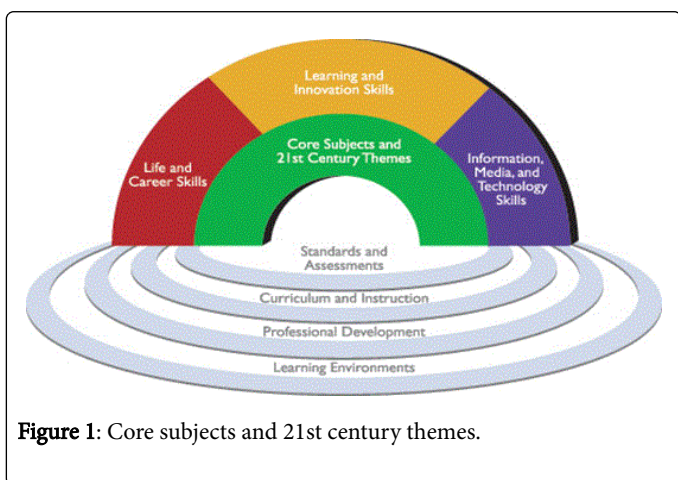 Learning and
Innovation Skills
Core Subjects and
21st Century Themes
Life and
Career Skills
Information,
Media, and
Technology
Skills
Standards and
Assessments
Curriculum and Instruction
Professional Development
Learning Environments
Figure 1: Core subjects and 21st century themes.